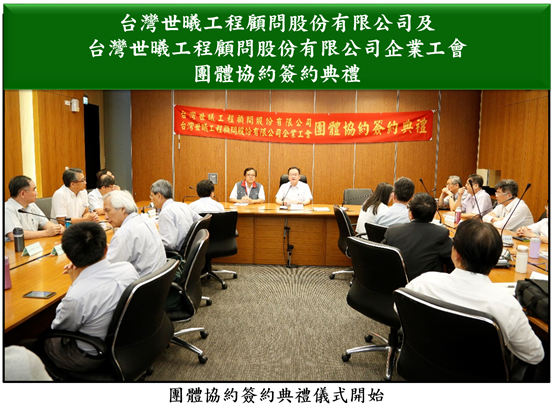 台灣世曦工程顧問股份有限公司及
台灣世曦工程顧問股份有限公司企業工會
團體協約簽約典禮
台灣世曦工程顧問股份有限公司
台灣世曦工程顧問股份有限公司企業工會
團體協約簽約典禮
團體協約簽約典禮儀式開始